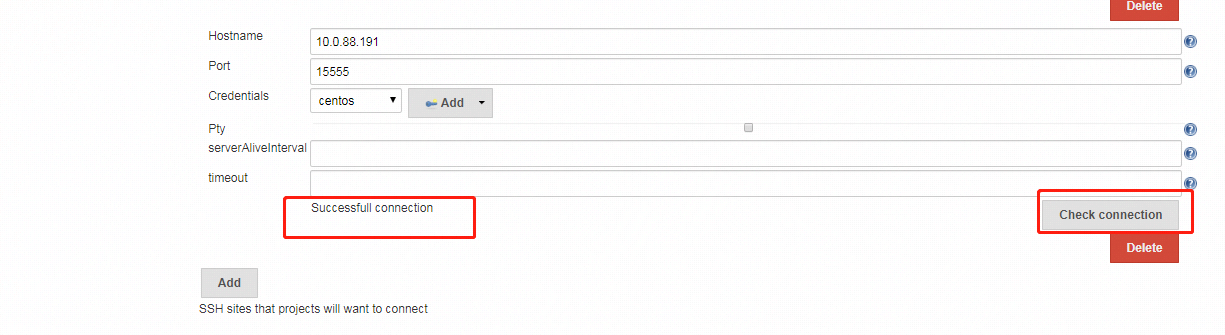 Delete
Hostname
10.0.88.191
Port
15555
Credentials
centos
Add
Pty
serverAliveInterval
timeout
Successfull connection
Check connection
Delete
Add
SSH sites that projects will want to connect